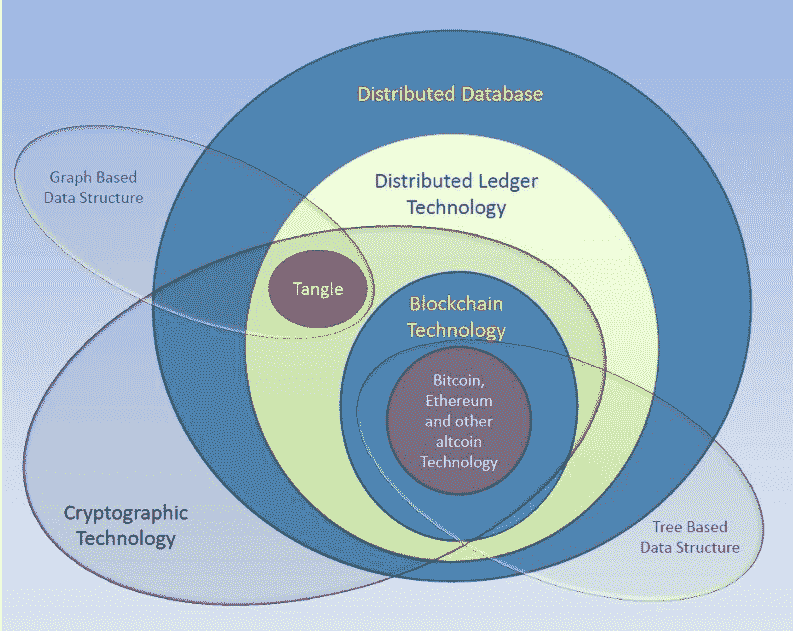 Distributed Database
Graph Based
Data Structure
Distributed Ledger
Technology
Tangle
Blockchain
Technology
Bitcoin,
Ethereum
and other
altcoin
Technology
Cryptographic
Technology
Tree Based
Data Structure